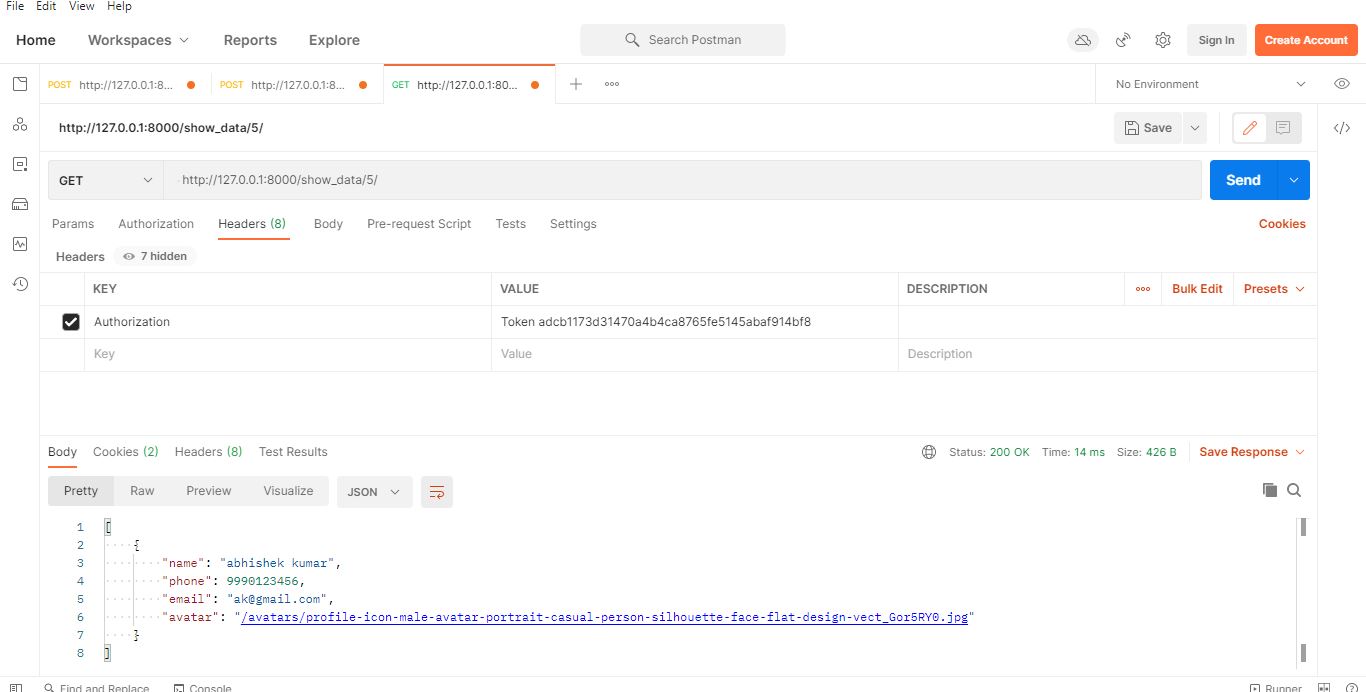 File Edit View Help
Home Workspaces Reports Explore Search Postman Sign In Create Account
POST http://127.0.0.1:8... POST http://127.0.0.1:8... GET http://127.0.0.1:80... No Environment
http://127.0.0.1:8000/show_data/5/ Save
GET http://127.0.0.1:8000/show_data/5/ Send
Params Authorization Headers (8) Body Pre-request Script Tests Settings Cookies
Headers 7 hidden
KEY VALUE DESCRIPTION Bulk Edit Presets
Authorization Token adcb1173d31470a4b4ca8765fe5145abaf914bf8
Key Value Description
Body Cookies (2) Headers (8) Test Results Status: 200 OK Time: 14 ms Size: 426 B Save Response
Pretty Raw Preview Visualize JSON
1 [
2 {
3 "name": "abhishek kumar",
4 "phone": 9990123456,
5 "email": "ak@gmail.com",
6 "avatar": "/avatars/profile-icon-male-avatar-portrait-casual-person-silhouette-face-flat-design-vect_Gor5RY0.jpg"
7 }
8 ]
Find and Replace Console Runner